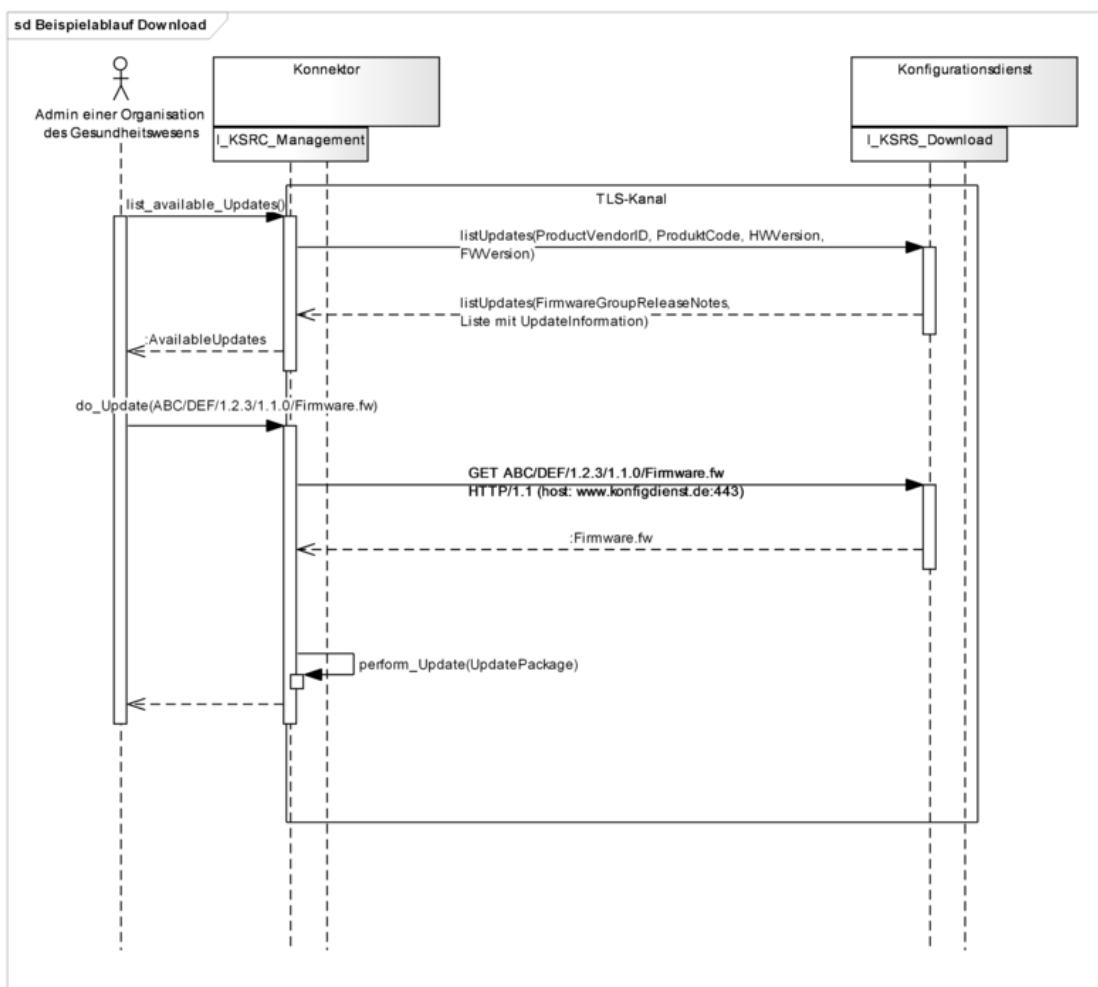 sd Beispielablauf Download
Konnektor
Konfigurationsdienst
Admin einer Organisation
des Gesundheitswesens
I_KSRC_Management
I_KSRS_Download
TLS-Kanal
list_available_Updates()
listUpdates(ProductVendorID, ProduktCode, HWVersion,
FWVersion)
listUpdates(FirmwareGroupReleaseNotes,
Liste mit UpdateInformation)
:AvailableUpdates
do_Update(ABC/DEF/1.2.3/1.1.0/Firmware.fw)
GET ABC/DEF/1.2.3/1.1.0/Firmware.fw
HTTP/1.1 (host: www.konfigdienst.de:443)
:Firmware.fw
perform_Update(UpdatePackage)